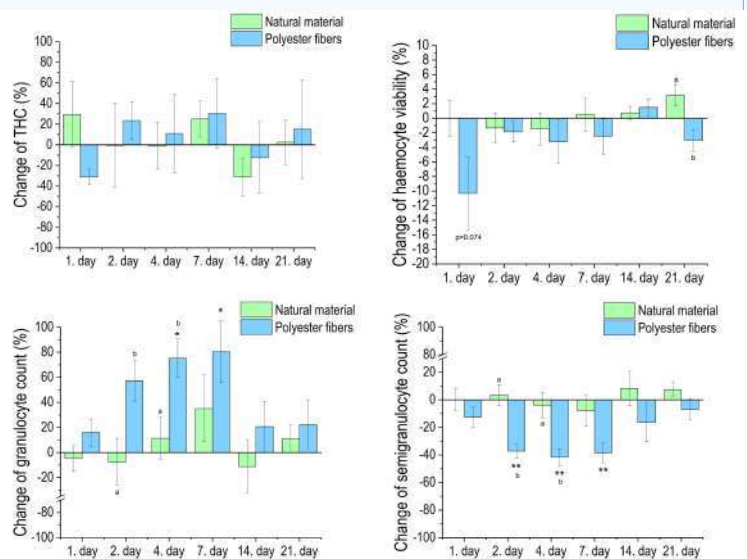 Natural material
Polyester fibers
Change of THC (%)
100
80
60
40
20
0
-20
-40
-60
-80
-100
1. day 2. day 4. day 7. day 14. day 21. day
Natural material
Polyester fibers
Change of haemocyte viability (%)
10
8
6
4
2
0
-2
-4
-6
-8
-10
-12
-14
-16
-18
-20
a
b
p=0.074
1. day 2. day 4. day 7. day 14. day 21. day
Natural material
Polyester fibers
Change of granulocyte count (%)
100
80
60
40
20
0
20
80
100
b
b
*
*
a
a
1. day 2. day 4. day 7. day 14. day 21. day
Natural material
Polyester fibers
Change of semigranulocyte count (%)
100
80
20
0
-20
-40
-60
-80
-100
a
a
**
b
**
b
**
1. day 2. day 4. day 7. day 14. day 21. day